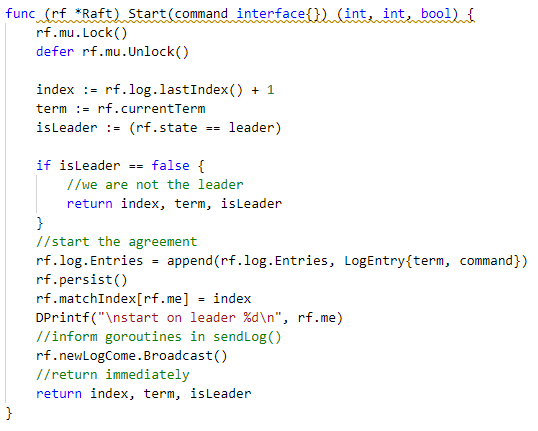 func (rf *Raft) Start(command interface{}) (int, int, bool) {
    rf.mu.Lock()
    defer rf.mu.Unlock()

    index := rf.log.lastIndex() + 1
    term := rf.currentTerm
    isLeader := (rf.state == leader)

    if isLeader == false {
        //we are not the leader
        return index, term, isLeader
    }
    //start the agreement
    rf.log.Entries = append(rf.log.Entries, LogEntry{term, command})
    rf.persist()
    rf.matchIndex[rf.me] = index
    DPrintf("\nstart on leader %d\n", rf.me)
    //inform goroutines in sendLog()
    rf.newLogCome.Broadcast()
    //return immediately
    return index, term, isLeader
}